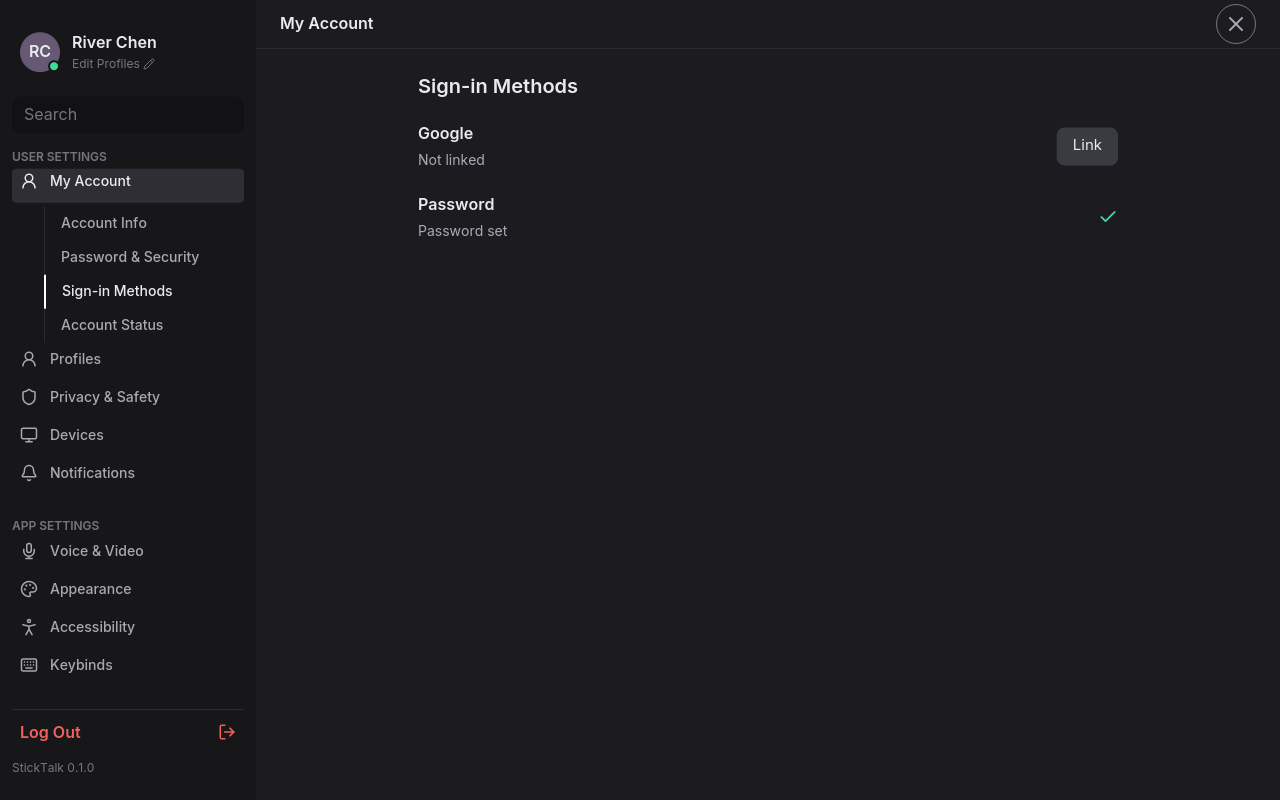 RC
River Chen
Edit Profiles
Search
USER SETTINGS
My Account
Account Info
Password & Security
Sign-in Methods
Account Status
Profiles
Privacy & Safety
Devices
Notifications
APP SETTINGS
Voice & Video
Appearance
Accessibility
Keybinds
Log Out
StickTalk 0.1.0
My Account
Sign-in Methods
Google
Not linked
Link
Password
Password set